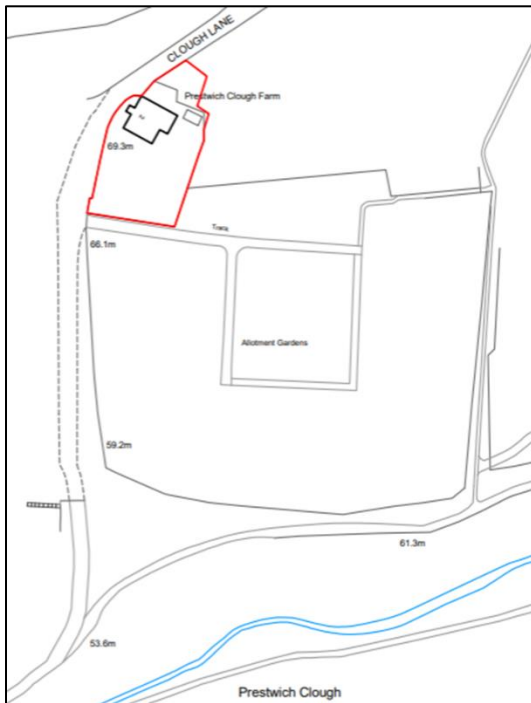 CLOUGH LANE
Prestwich Clough Farm
69.3m
Track
66.1m
Allotment Gardens
59.2m
61.3m
53.6m
Prestwich Clough